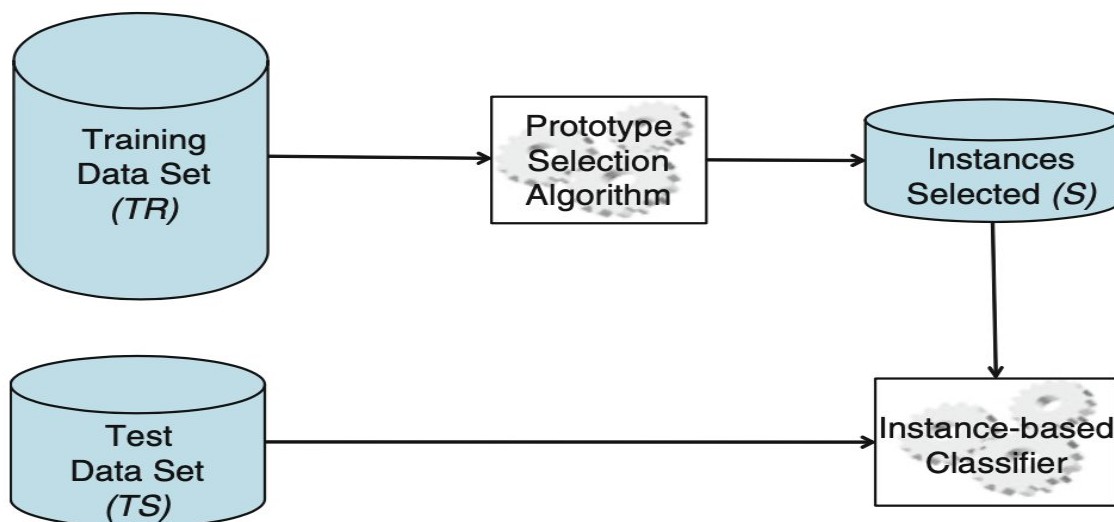 Training
Data Set
(TR)
Prototype
Selection
Algorithm
Instances
Selected (S)
Test
Data Set
(TS)
Instance-based
Classifier